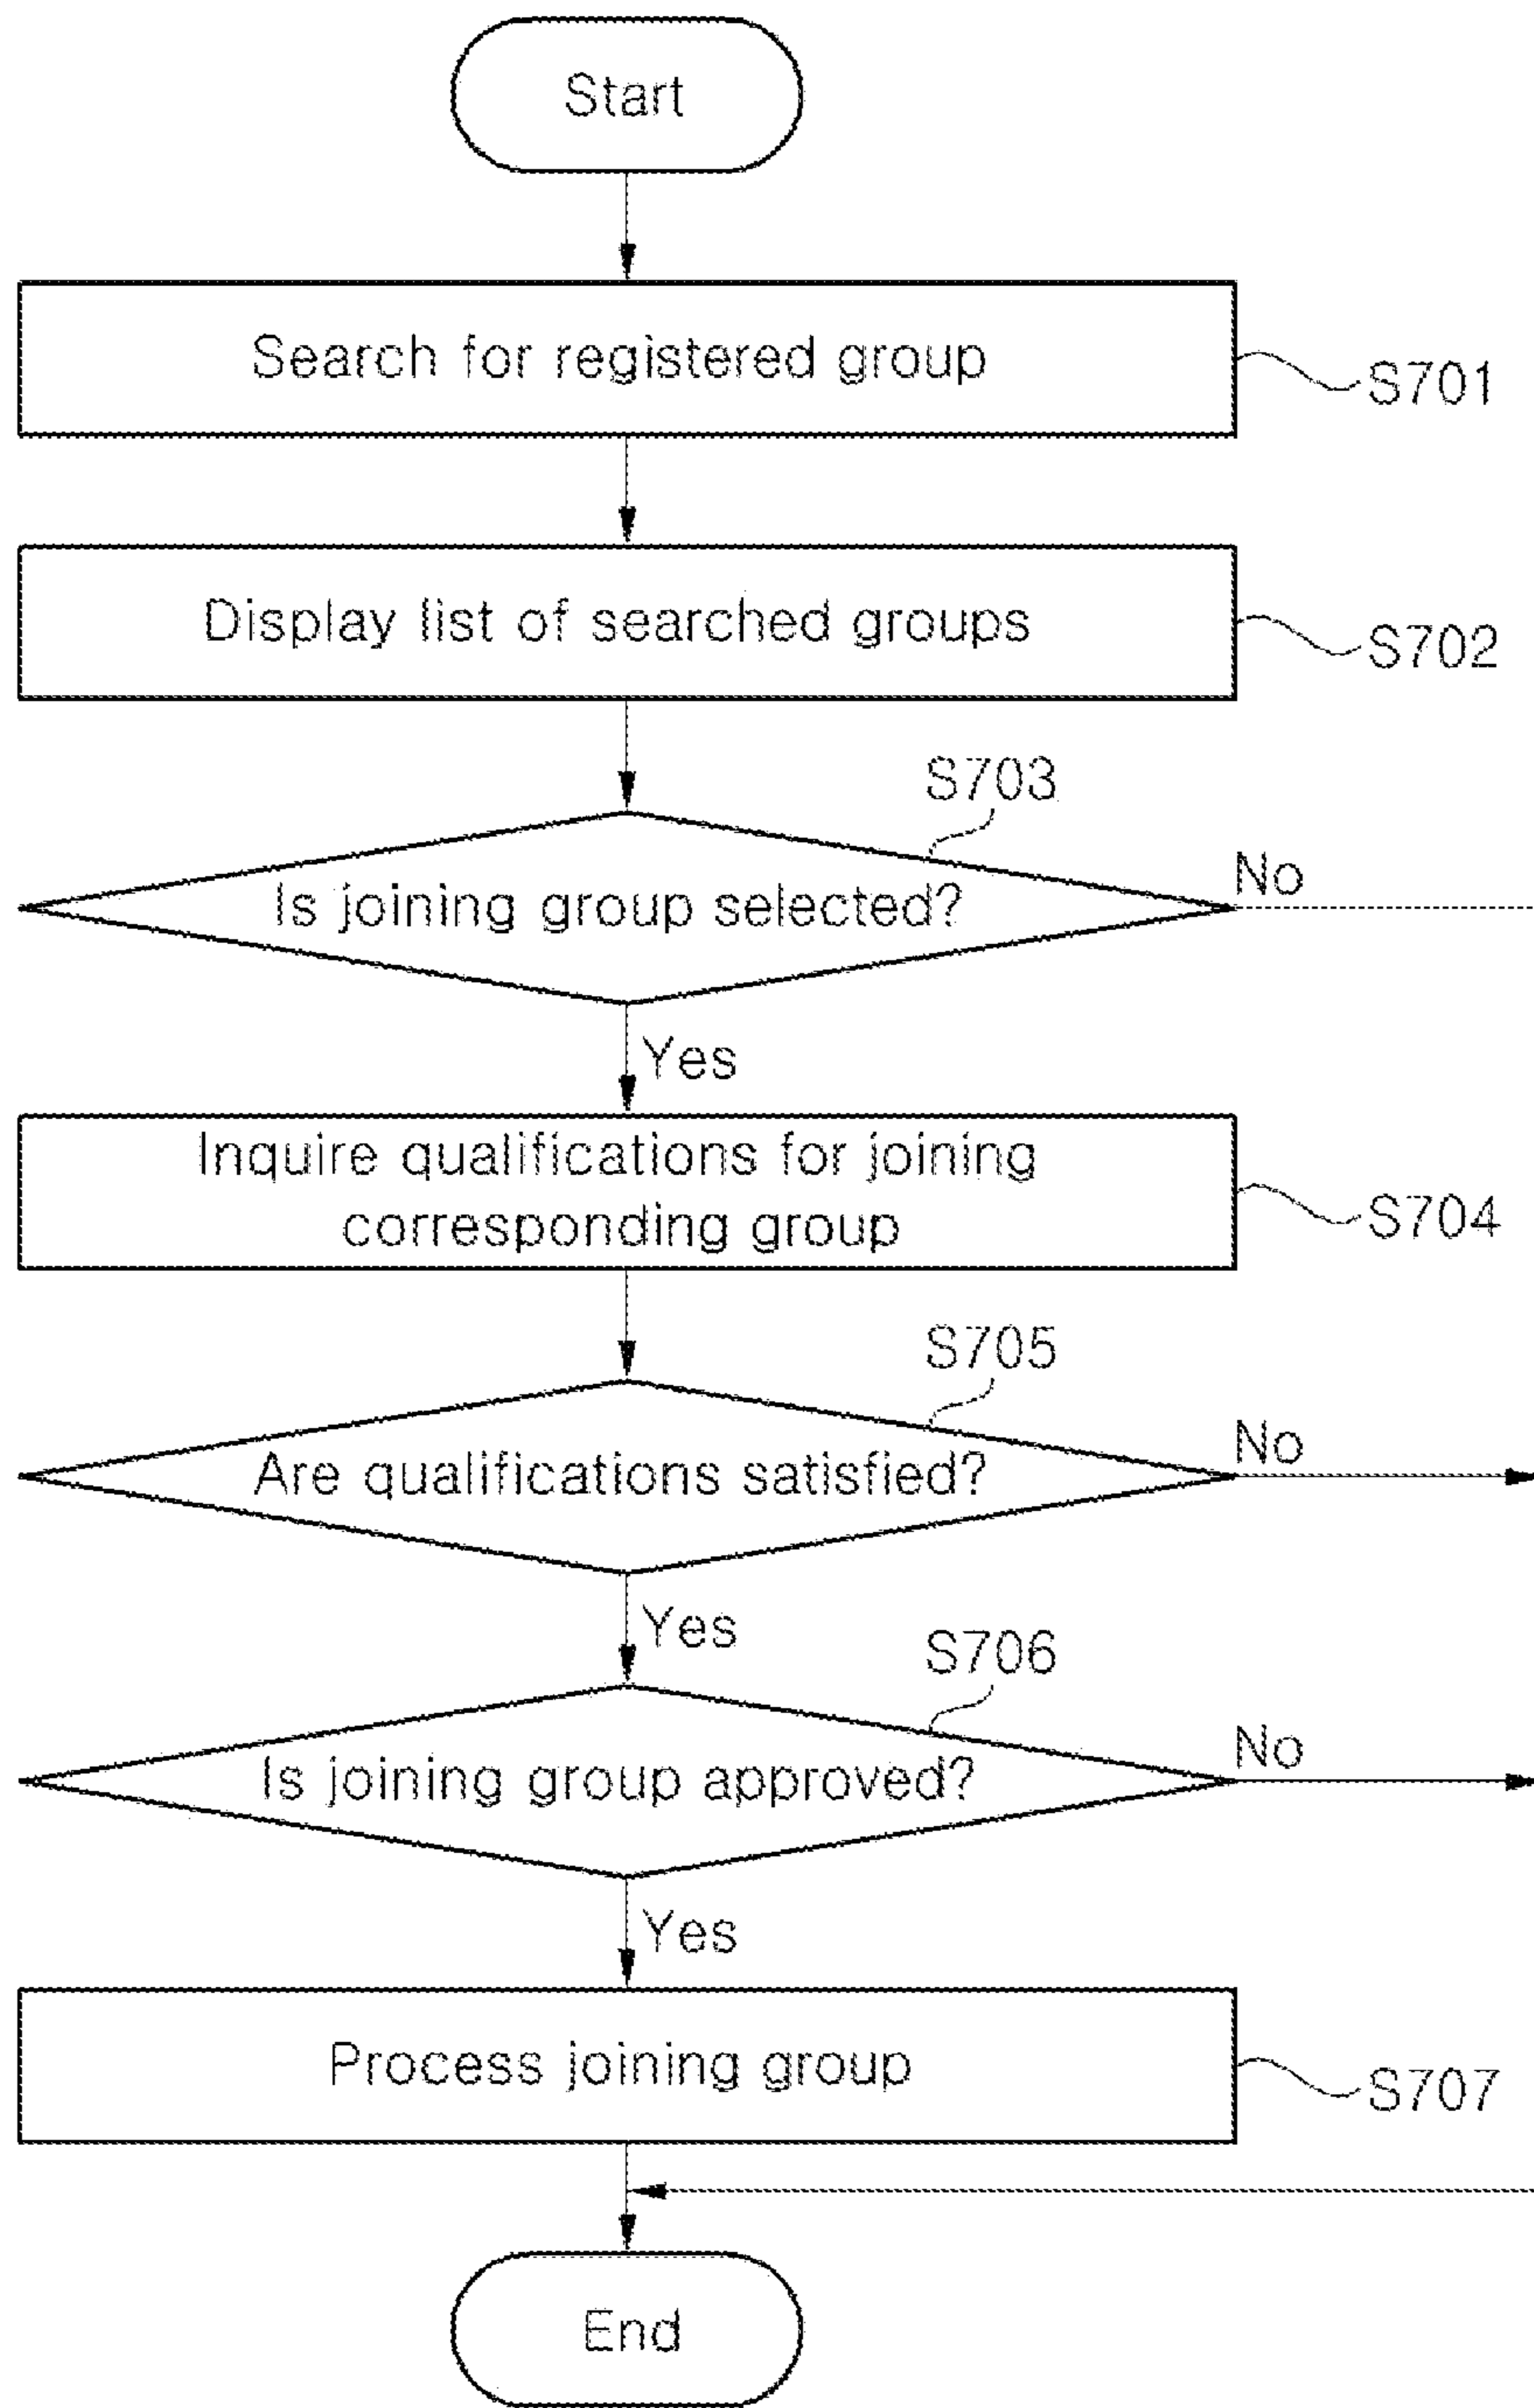 Start
Search for registered group
S701
Display list of searched groups
S702
S703
Is joining group selected?
No
Yes
Inquire qualifications for joining
corresponding group
S704
S705
Are qualifications satisfied?
No
Yes
S706
Is joining group approved?
No
Yes
Process joining group
S707
End